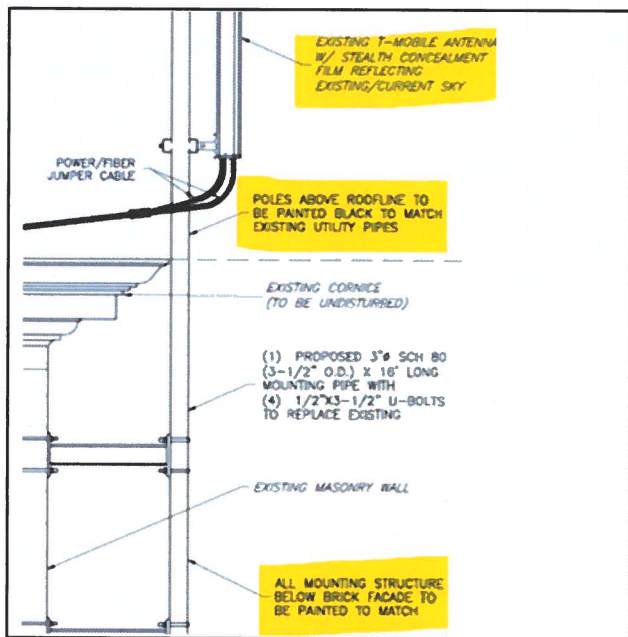 EXISTING T-MOBILE ANTENNA
W/ STEALTH CONCEALMENT
FILM REFLECTING
EXISTING/CURRENT SKY
POWER/FIBER
JUMPER CABLE
POLES ABOVE ROOFLINE TO
BE PAINTED BLACK TO MATCH
EXISTING UTILITY PIPES
EXISTING CORNICE
(TO BE UNDISTURBED)
(1) PROPOSED 3"ø SCH 80
(3-1/2" O.D.) X 16' LONG
MOUNTING PIPE WITH
(4) 1/2"X3-1/2" U-BOLTS
TO REPLACE EXISTING
EXISTING MASONRY WALL
ALL MOUNTING STRUCTURE
BELOW BRICK FACADE TO
BE PAINTED TO MATCH